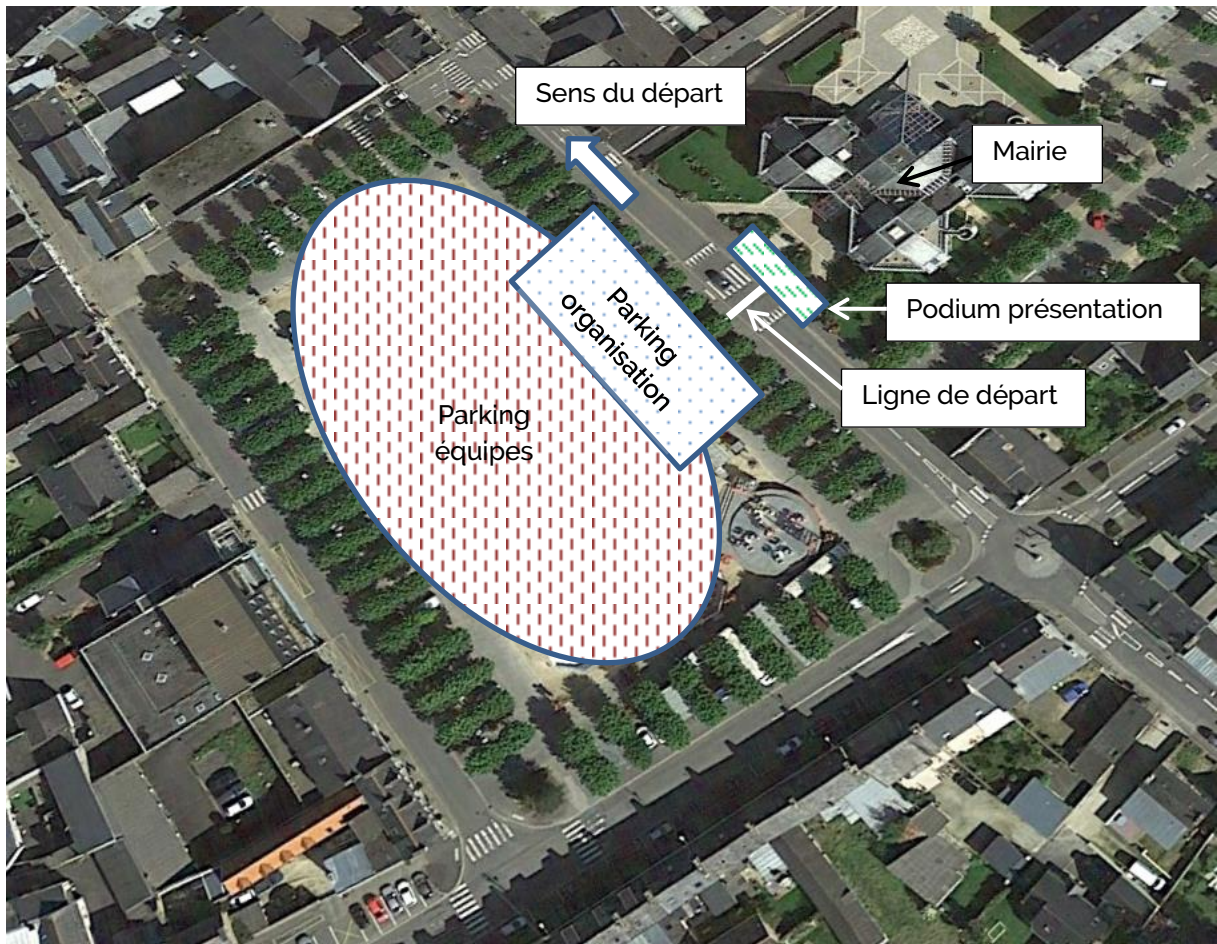 Sens du départ
Mairie
Podium présentation
Parking
organisation
Ligne de départ
Parking
équipes